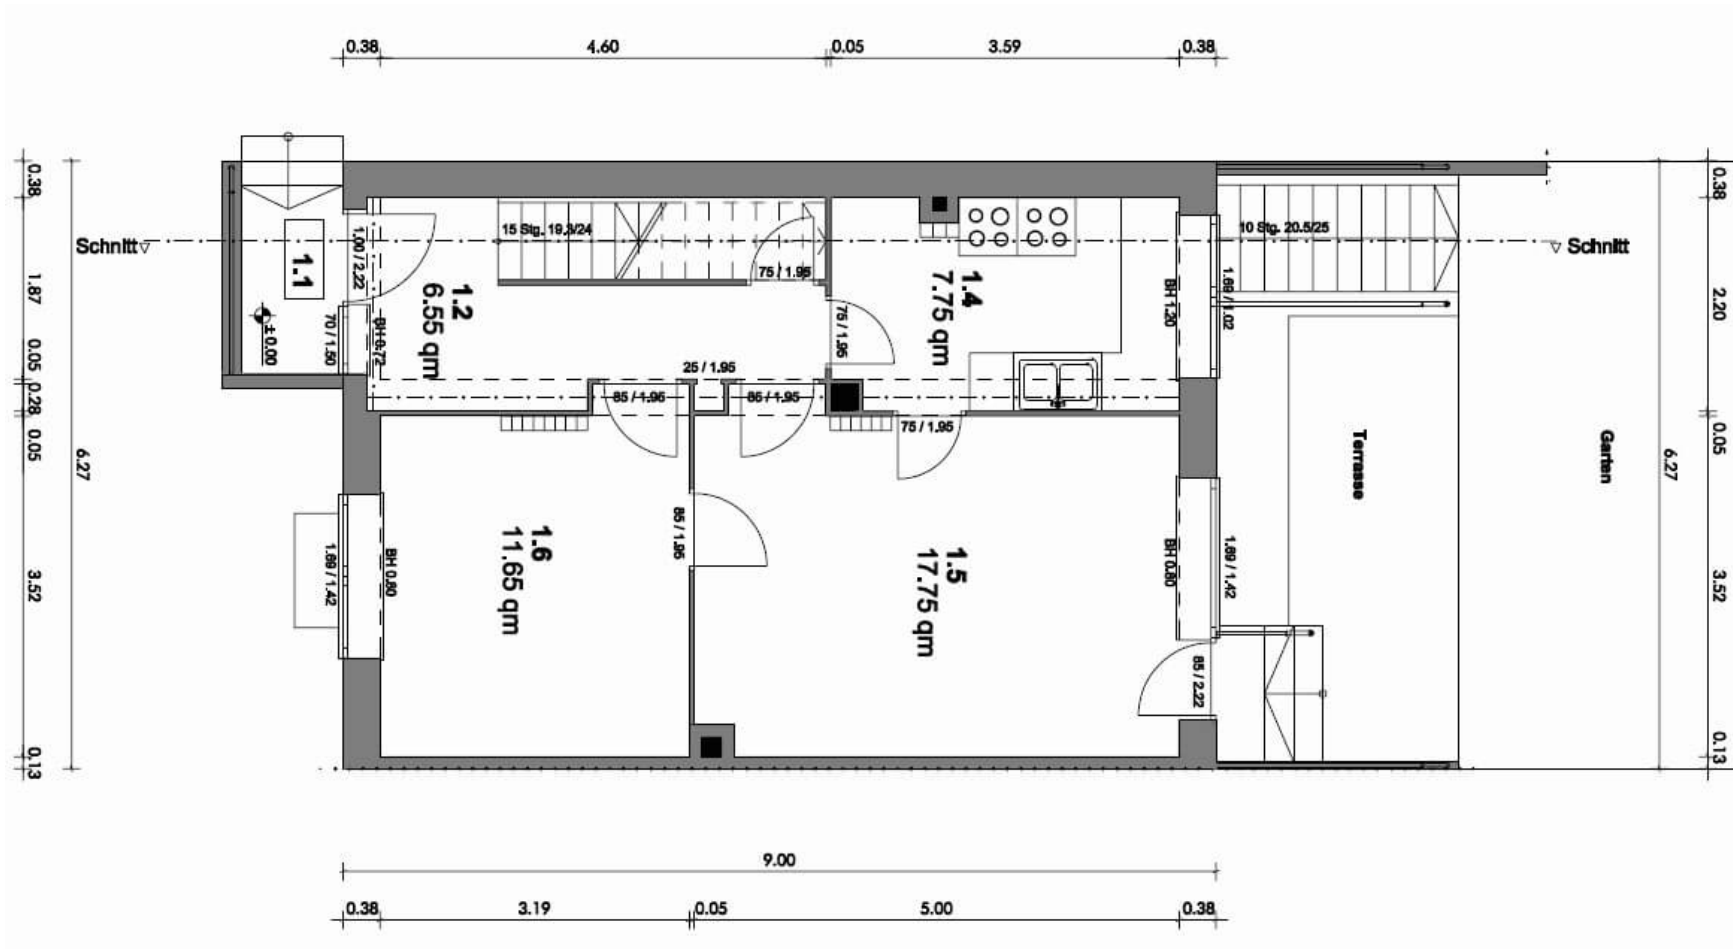 0.38 4.60 0.05 3.59 0.38
0.38
1.87
0.05
0.28
0.05
3.52
0.13
6.27
Schnitt
1.1
± 0.00
1.00 / 2.22
70 / 1.50
BH 0.72
1.2
6.55 qm
15 Stg. 19.3/24
75 / 1.95
75 / 1.95
25 / 1.95
85 / 1.95
85 / 1.95
75 / 1.95
1.4
7.75 qm
BH 1.20
1.69 / 1.02
10 Stg. 20.5/25
Schnitt
1.69 / 1.42
BH 0.80
1.6
11.65 qm
85 / 1.95
1.5
17.75 qm
BH 0.80
1.69 / 1.42
85 / 2.22
Terrasse
Garten
6.27
0.38
2.20
0.05
3.52
0.13
9.00
0.38 3.19 0.05 5.00 0.38